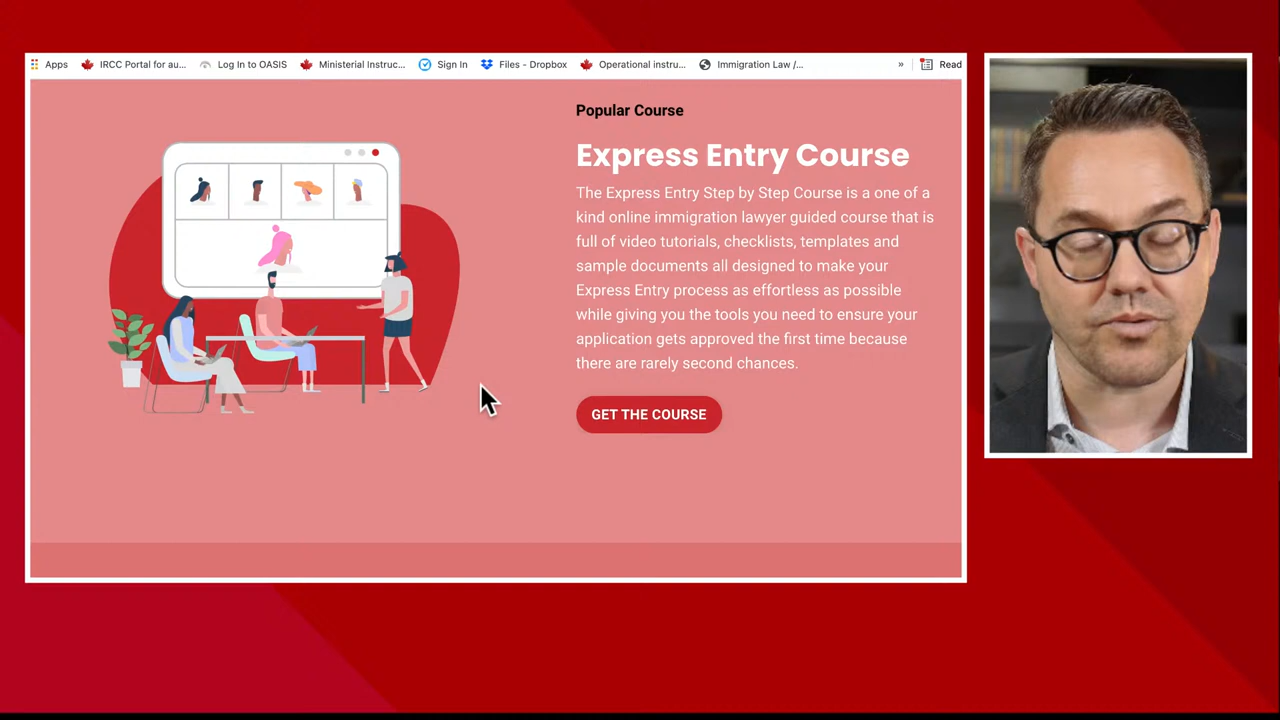 Apps
IRCC Portal for au...
Log In to OASIS
Ministerial Instruc...
Sign In
Files - Dropbox
Operational instru...
Immigration Law /...
»
Read
Popular Course
Express Entry Course
The Express Entry Step by Step Course is a one of a
kind online immigration lawyer guided course that is
full of video tutorials, checklists, templates and
sample documents all designed to make your
Express Entry process as effortless as possible
while giving you the tools you need to ensure your
application gets approved the first time because
there are rarely second chances.
GET THE COURSE